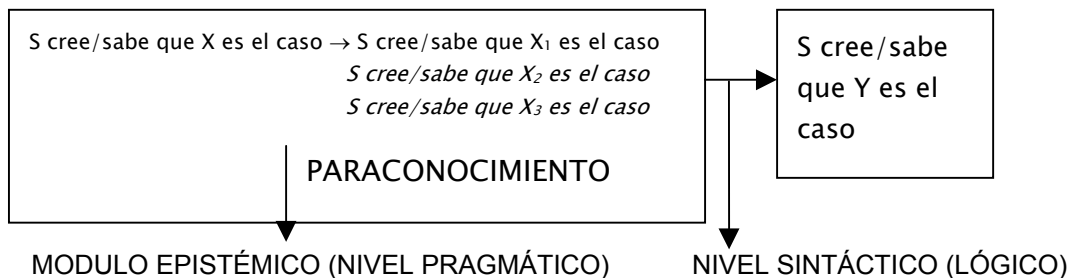 S cree/sabe que X es el caso → S cree/sabe que X₁ es el caso
S cree/sabe que X₂ es el caso
S cree/sabe que X₃ es el caso
PARACONOCIMIENTO
S cree/sabe
que Y es el
caso
MODULO EPISTÉMICO (NIVEL PRAGMÁTICO)
NIVEL SINTÁCTICO (LÓGICO)